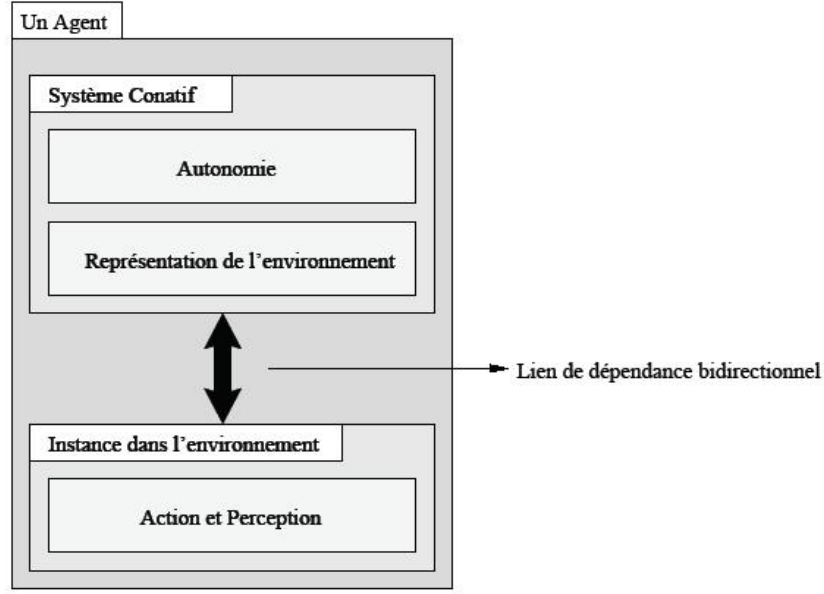 Un Agent
Système Conatif
Autonomie
Représentation de l'environnement
Lien de dépendance bidirectionnel
Instance dans l'environnement
Action et Perception